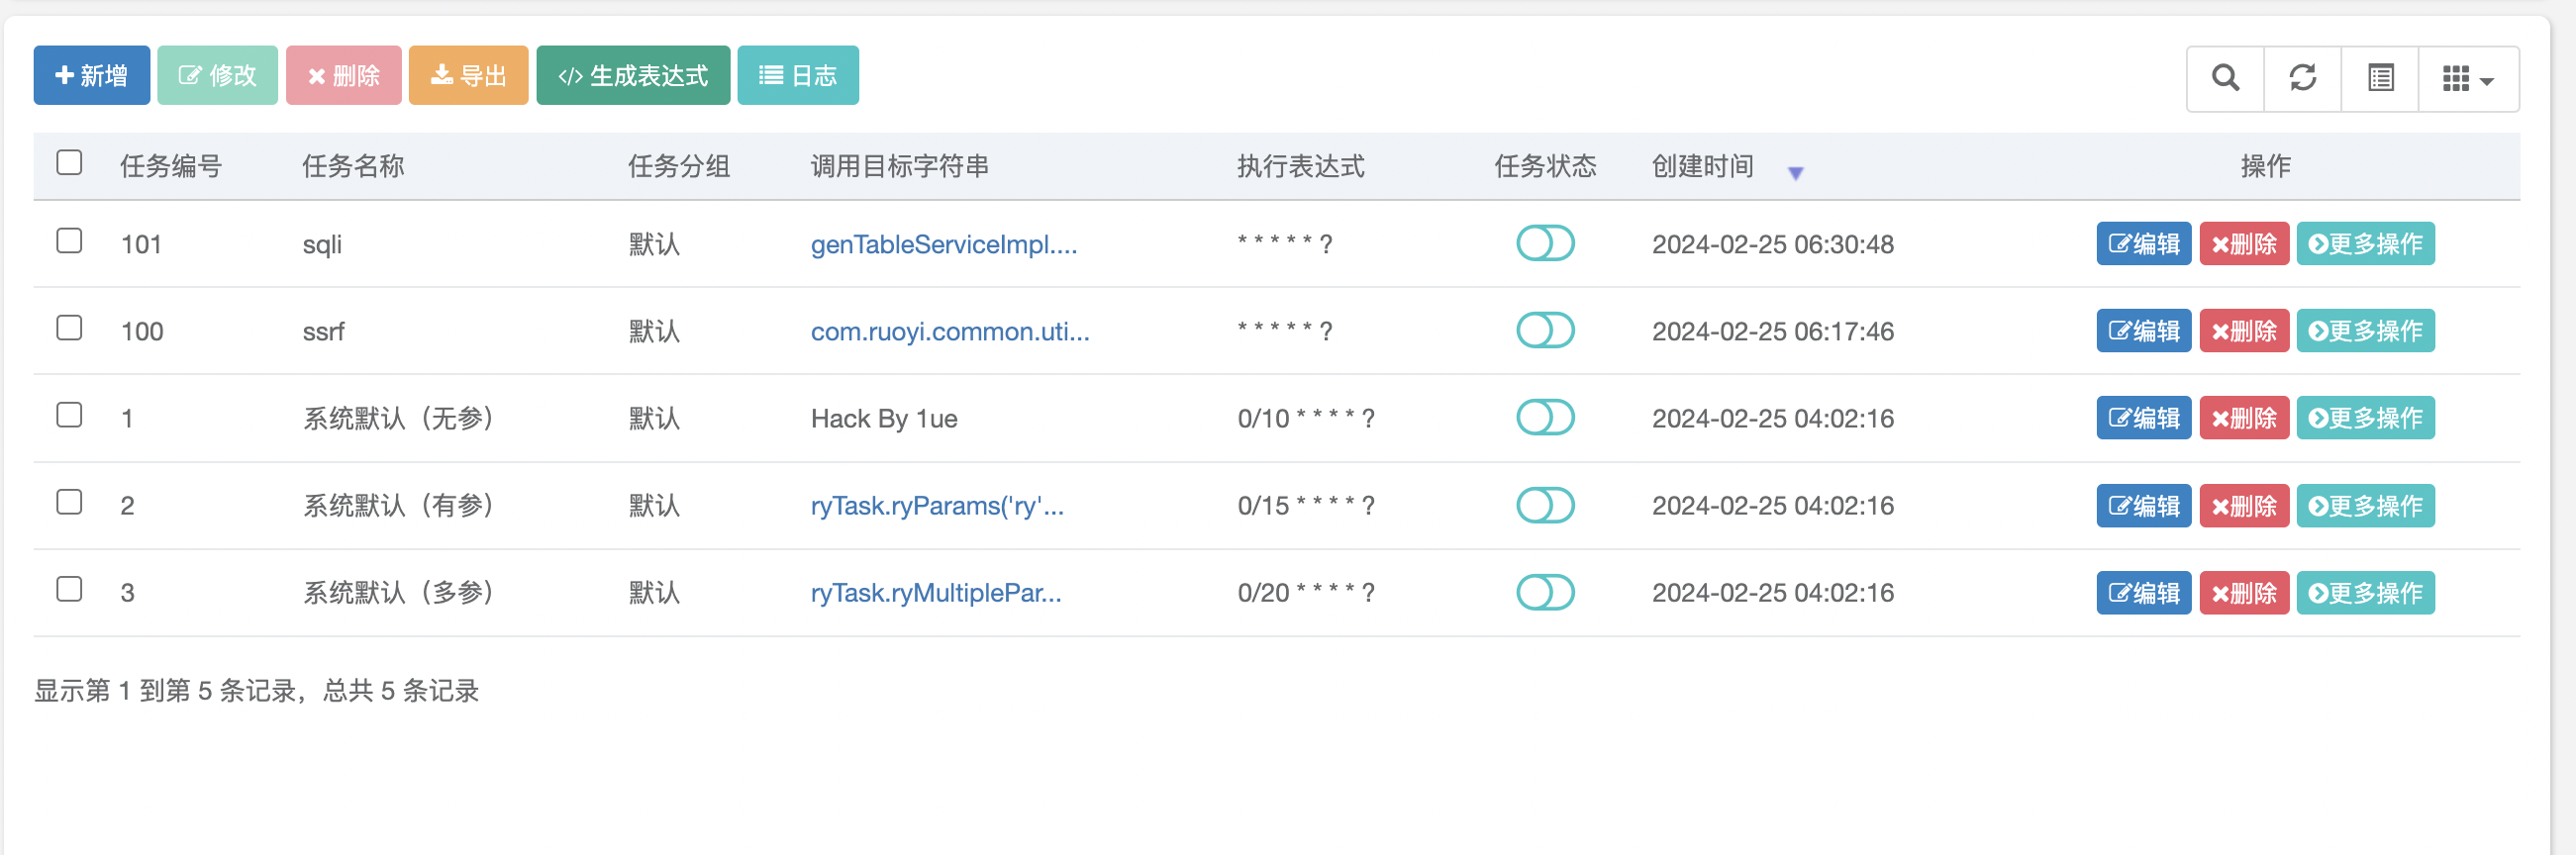 新增 修改 删除 导出 </> 生成表达式 日志
任务编号 任务名称 任务分组 调用目标字符串 执行表达式 任务状态 创建时间 操作
101 sqli 默认 genTableServiceImpl.... * * * * * ? 2024-02-25 06:30:48 编辑 删除 更多操作
100 ssrf 默认 com.ruoyi.common.uti... * * * * * ? 2024-02-25 06:17:46 编辑 删除 更多操作
1 系统默认（无参） 默认 Hack By 1ue 0/10 * * * * ? 2024-02-25 04:02:16 编辑 删除 更多操作
2 系统默认（有参） 默认 ryTask.ryParams('ry'... 0/15 * * * * ? 2024-02-25 04:02:16 编辑 删除 更多操作
3 系统默认（多参） 默认 ryTask.ryMultiplePar... 0/20 * * * * ? 2024-02-25 04:02:16 编辑 删除 更多操作
显示第 1 到第 5 条记录，总共 5 条记录